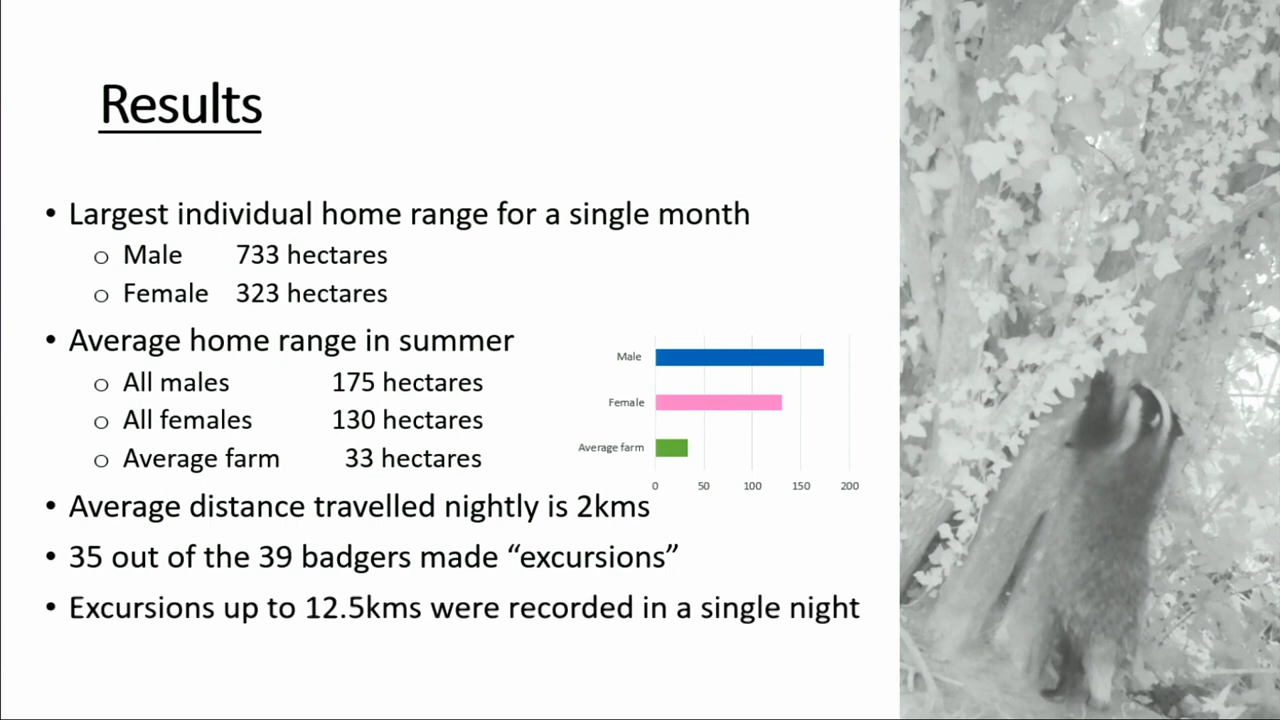 Results
• Largest individual home range for a single month
o Male 733 hectares
o Female 323 hectares
• Average home range in summer
o All males 175 hectares
o All females 130 hectares
o Average farm 33 hectares
Male
Female
Average farm
0 50 100 150 200
• Average distance travelled nightly is 2kms
• 35 out of the 39 badgers made “excursions”
• Excursions up to 12.5kms were recorded in a single night